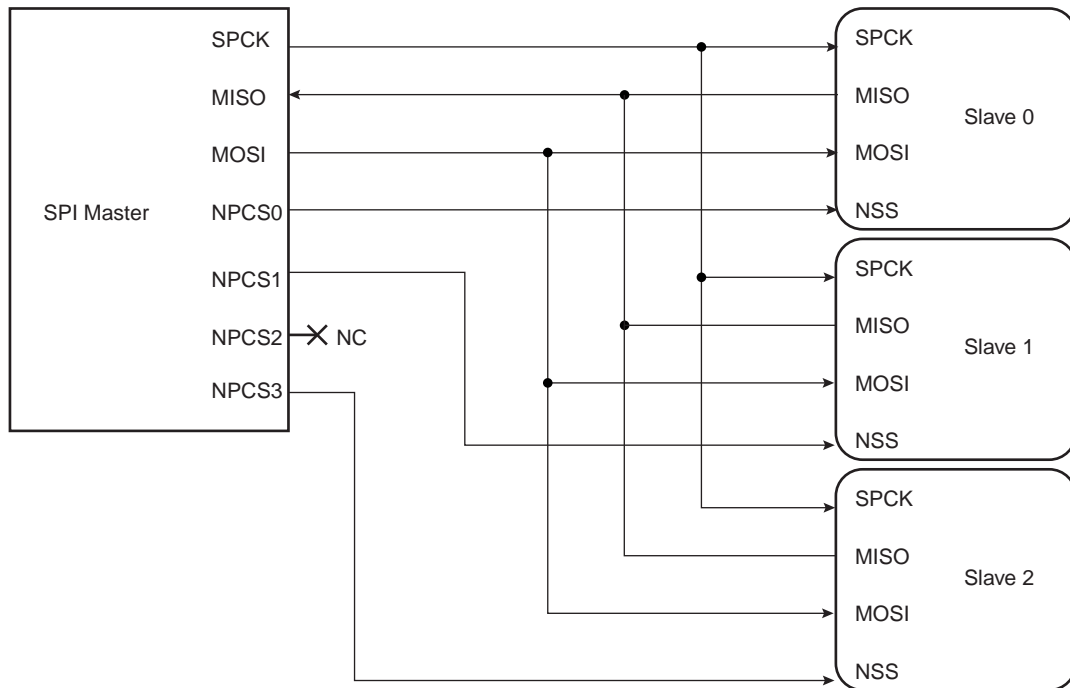 SPCK
MISO
MOSI
SPI Master
NPCS0
NPCS1
NPCS2
NC
NPCS3
SPCK
MISO
Slave 0
MOSI
NSS
SPCK
MISO
Slave 1
MOSI
NSS
SPCK
MISO
Slave 2
MOSI
NSS